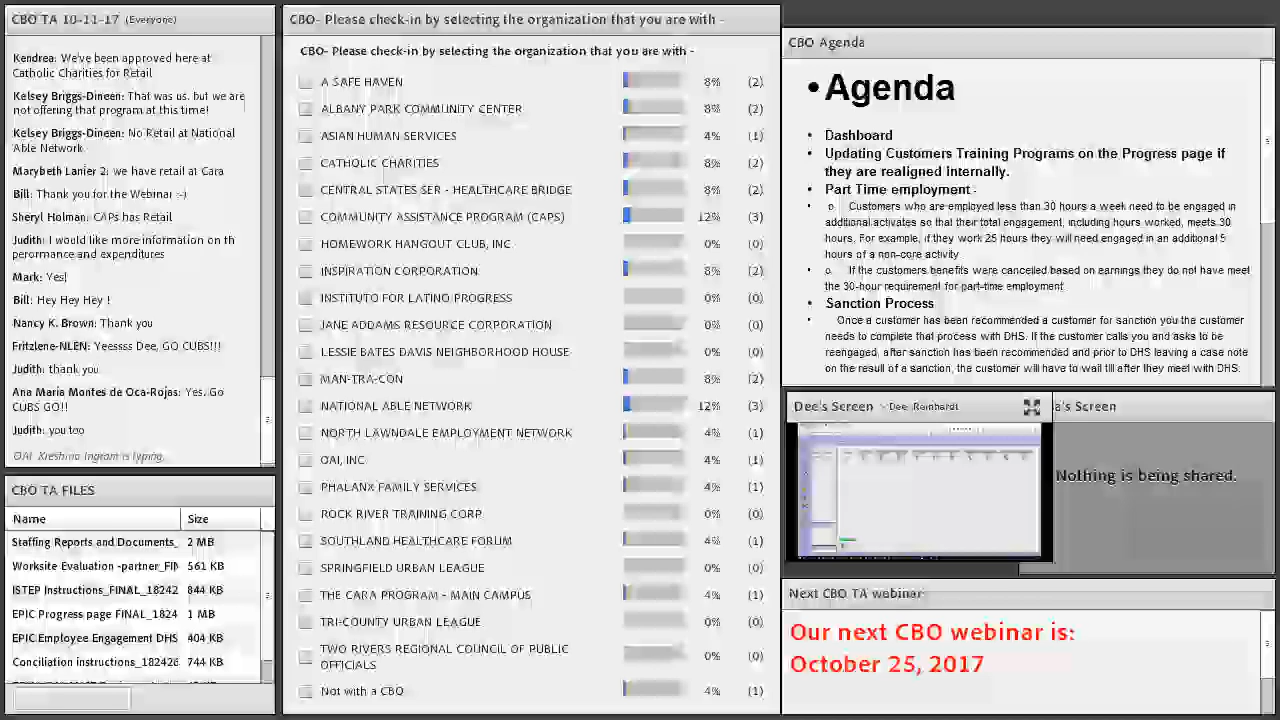 CBO TA 10-11-17 (Everyone)
Kendrea: We've been approved here at
Catholic Charities for Retail
Kelsey Briggs-Dineen: That was us, but we are
not offering that program at this time!
Kelsey Briggs-Dineen: No Retail at National
Able Network
Marybeth Lanier 2: we have retail at Cara
Bill: Thank you for the Webinar :-)
Sheryl Holman: CAPs has Retail
Judith: I would like more information on th
perormance and expenditures
Mark: Yes!
Bill: Hey Hey Hey !
Nancy K. Brown: Thank you
Fritzlene-NLEN: Yeessss Dee, GO CUBS!!!
Judith: thank you
Ana Maria Montes de Oca-Rojas: Yes, Go
CUBS GO!!
Judith: you too
OAI Kreshina Ingram is typing.
CBO TA FILES
Name Size
Staffing Reports and Documents_ 2 MB
Worksite Evaluation -partner_FIN 561 KB
ISTEP Instructions_FINAL_18242 844 KB
EPIC Progress page FINAL_1824 1 MB
EPIC Employee Engagement DHS 404 KB
Conciliation instructions_182426 744 KB
CBO- Please check-in by selecting the organization that you are with -
CBO- Please check-in by selecting the organization that you are with -
A SAFE HAVEN 8% (2)
ALBANY PARK COMMUNITY CENTER 8% (2)
ASIAN HUMAN SERVICES 4% (1)
CATHOLIC CHARITIES 8% (2)
CENTRAL STATES SER - HEALTHCARE BRIDGE 8% (2)
COMMUNITY ASSISTANCE PROGRAM (CAPS) 12% (3)
HOMEWORK HANGOUT CLUB, INC. 0% (0)
INSPIRATION CORPORATION 8% (2)
INSTITUTO FOR LATINO PROGRESS 0% (0)
JANE ADDAMS RESOURCE CORPORATION 0% (0)
LESSIE BATES DAVIS NEIGHBORHOOD HOUSE 0% (0)
MAN-TRA-CON 8% (2)
NATIONAL ABLE NETWORK 12% (3)
NORTH LAWNDALE EMPLOYMENT NETWORK 4% (1)
OAI, INC. 4% (1)
PHALANX FAMILY SERVICES 4% (1)
ROCK RIVER TRAINING CORP. 0% (0)
SOUTHLAND HEALTHCARE FORUM 4% (1)
SPRINGFIELD URBAN LEAGUE 0% (0)
THE CARA PROGRAM - MAIN CAMPUS 4% (1)
TRI-COUNTY URBAN LEAGUE 0% (0)
TWO RIVERS REGIONAL COUNCIL OF PUBLIC
OFFICIALS 0% (0)
Not with a CBO 4% (1)
CBO Agenda
• Agenda
• Dashboard
• Updating Customers Training Programs on the Progress page if
they are realigned internally.
• Part Time employment -
• o Customers who are employed less than 30 hours a week need to be engaged in
additional activates so that their total engagement, including hours worked, meets 30
hours. For example, if they work 25 hours they will need engaged in an additional 5
hours of a non-core activity
• o. If the customers benefits were cancelled based on earnings they do not have meet
the 30-hour requirement for part-time employment
• Sanction Process
• Once a customer has been recommended a customer for sanction you the customer
needs to complete that process with DHS. If the customer calls you and asks to be
reengaged, after sanction has been recommended and prior to DHS leaving a case note
on the result of a sanction, the customer will have to wait till after they meet with DHS.
Dee's Screen - Dee Reinhardt
a's Screen
Nothing is being shared.
Next CBO TA webinar:
Our next CBO webinar is:
October 25, 2017